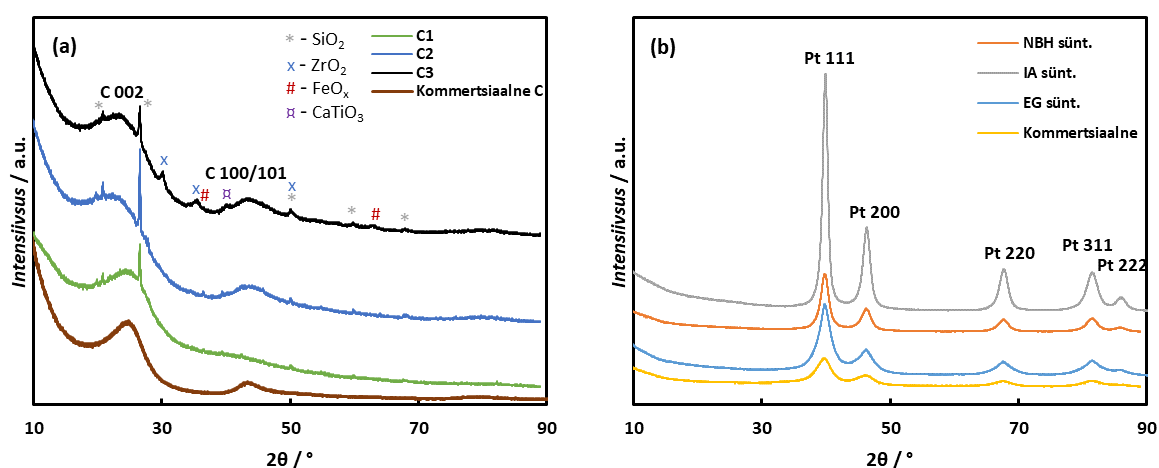 (a)
* - SiO₂
x - ZrO₂
# - FeOₓ
¤ - CaTiO₃
C1
C2
C3
Kommertsiaalne C
C 002
*
*
x
x
#
C 100/101
¤
x
*
*
#
*
Intensiivsus / a.u.
10
30
50
70
90
2θ / °
(b)
NBH sünt.
IA sünt.
EG sünt.
Kommertsiaalne
Pt 111
Pt 200
Pt 220
Pt 311
Pt 222
Intensiivsus / a.u.
10
30
50
70
90
2θ / °